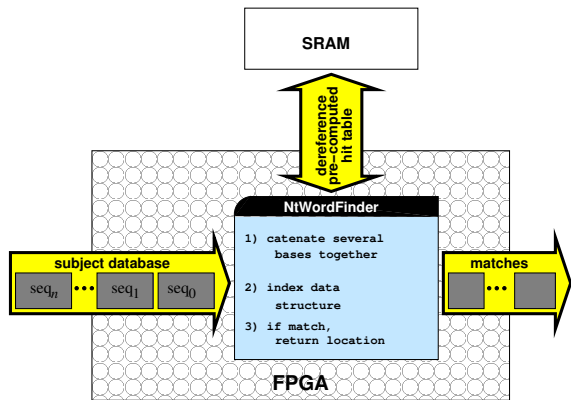 SRAM
dereference
pre-computed
hit table
NtWordFinder
1) catenate several
bases together
2) index data
structure
3) if match,
return location
subject database
seqn ••• seq1 seq0
matches
•••
FPGA